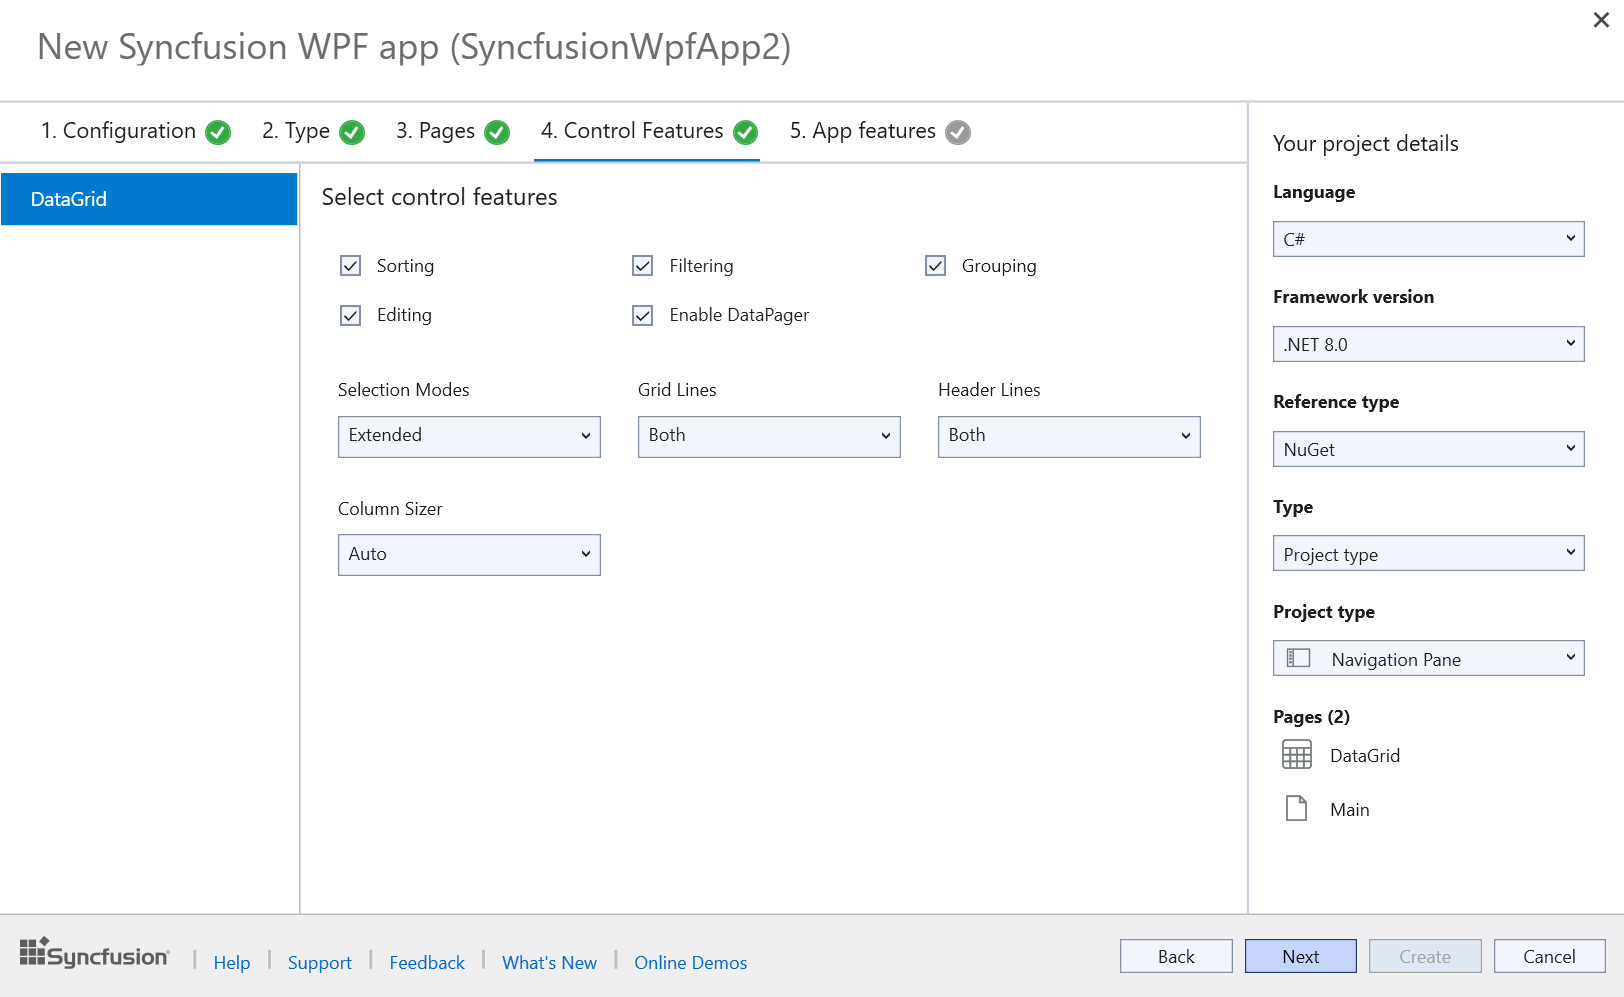 New Syncfusion WPF app (SyncfusionWpfApp2)
1. Configuration 2. Type 3. Pages 4. Control Features 5. App features
DataGrid
Select control features
Sorting Filtering Grouping
Editing Enable DataPager
Selection Modes Grid Lines Header Lines
Extended Both Both
Column Sizer
Auto
Your project details
Language
C#
Framework version
.NET 8.0
Reference type
NuGet
Type
Project type
Project type
Navigation Pane
Pages (2)
DataGrid
Main
Syncfusion | Help | Support | Feedback | What's New | Online Demos
Back Next Create Cancel